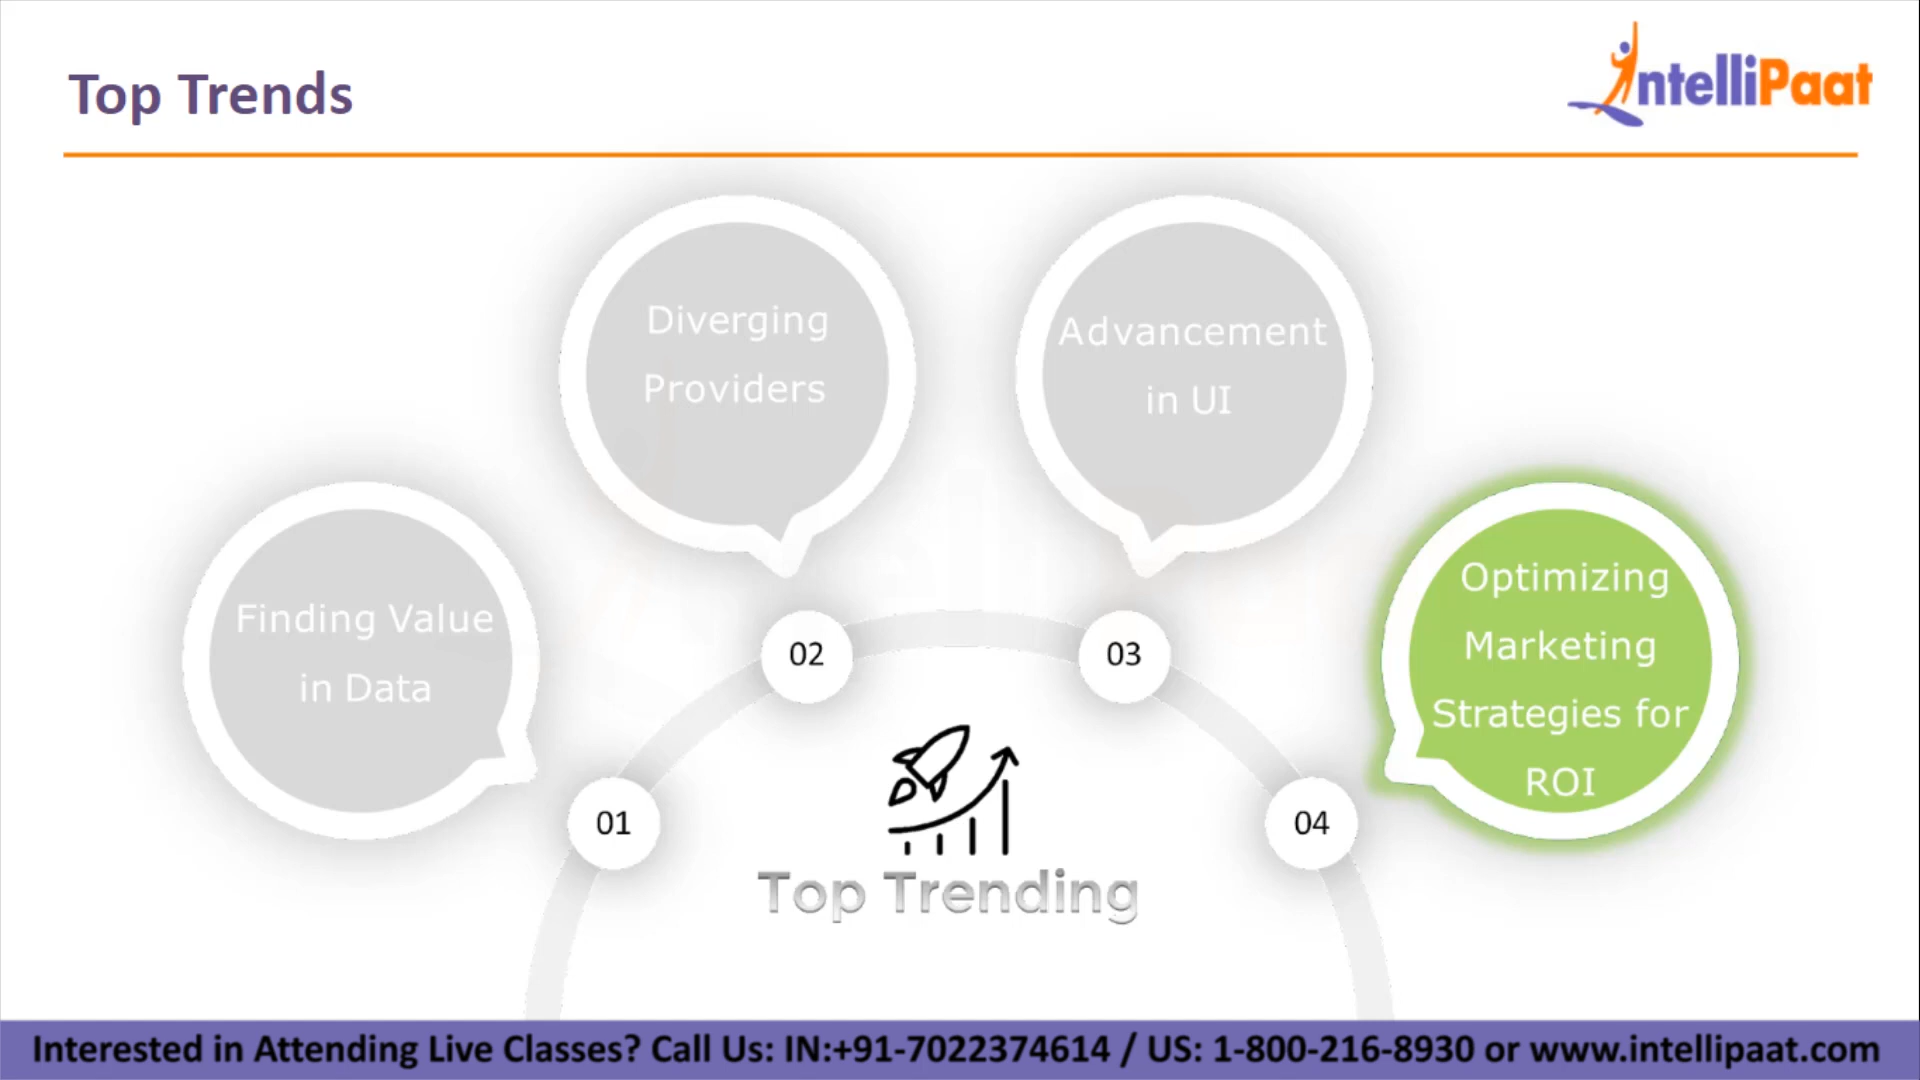 Top Trends
IntelliPaat
Diverging
Providers
Advancement
in UI
Finding Value
in Data
Optimizing
Marketing
Strategies for
ROI
01
02
03
04
Top Trending
Interested in Attending Live Classes? Call Us: IN:+91-7022374614 / US: 1-800-216-8930 or www.intellipaat.com